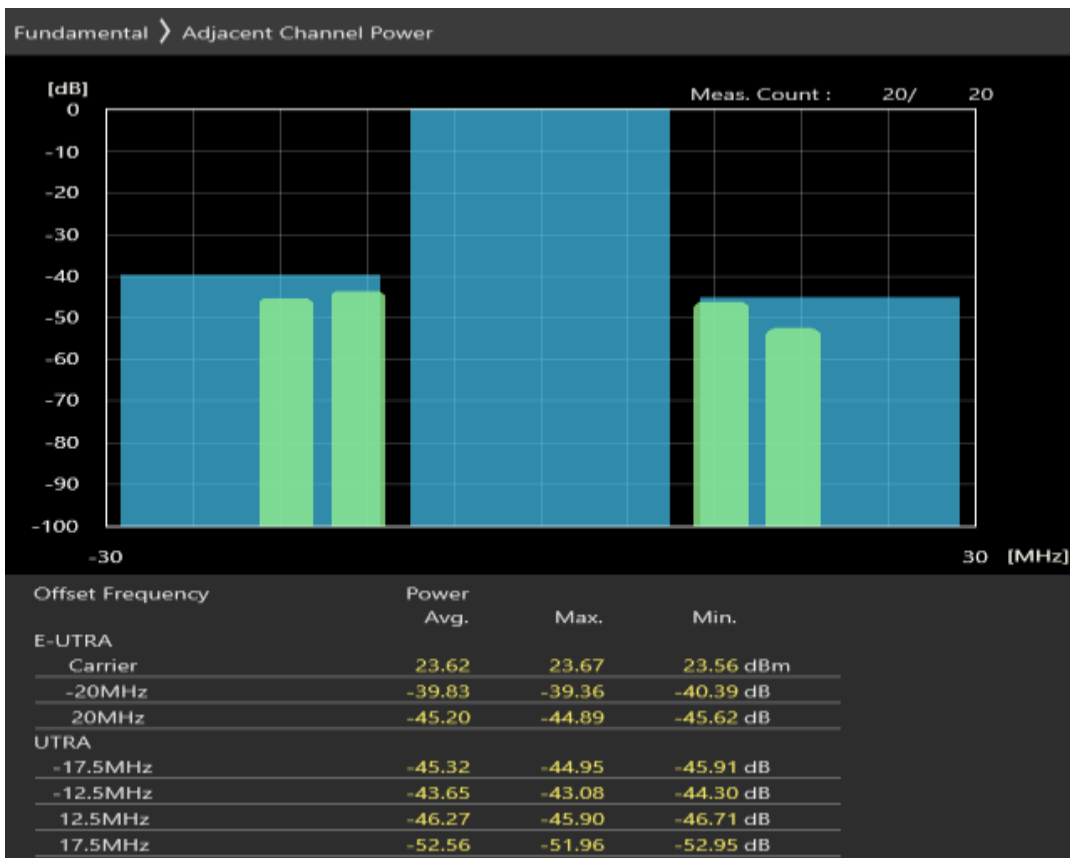 Fundamental ❯ Adjacent Channel Power
[dB]
Meas. Count : 20/ 20
0
-10
-20
-30
-40
-50
-60
-70
-80
-90
-100
-30 30 [MHz]
Offset Frequency Power
Avg. Max. Min.
E-UTRA
Carrier 23.62 23.67 23.56 dBm
-20MHz -39.83 -39.36 -40.39 dB
20MHz -45.20 -44.89 -45.62 dB
UTRA
-17.5MHz -45.32 -44.95 -45.91 dB
-12.5MHz -43.65 -43.08 -44.30 dB
12.5MHz -46.27 -45.90 -46.71 dB
17.5MHz -52.56 -51.96 -52.95 dB